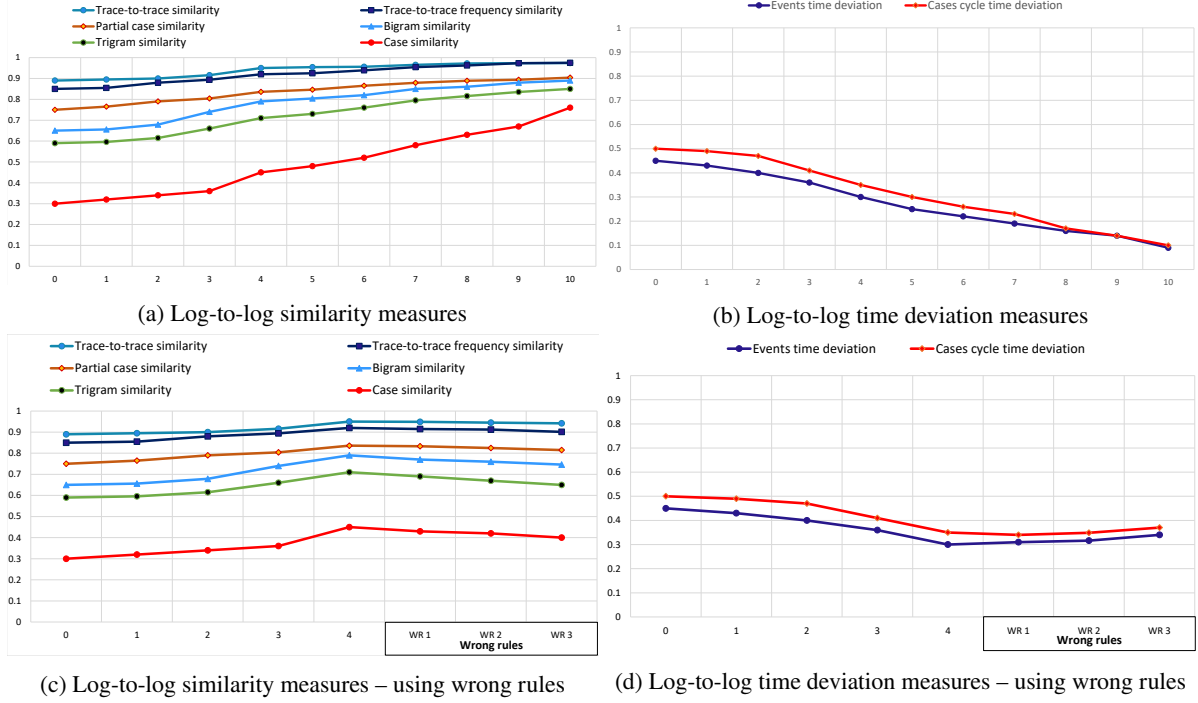 Trace-to-trace similarity Trace-to-trace frequency similarity
Partial case similarity Bigram similarity
Trigram similarity Case similarity
1
0.9
0.8
0.7
0.6
0.5
0.4
0.3
0.2
0.1
0
0 1 2 3 4 5 6 7 8 9 10
(a) Log-to-log similarity measures
Events time deviation Cases cycle time deviation
1
0.9
0.8
0.7
0.6
0.5
0.4
0.3
0.2
0.1
0
0 1 2 3 4 5 6 7 8 9 10
(b) Log-to-log time deviation measures
Trace-to-trace similarity Trace-to-trace frequency similarity
Partial case similarity Bigram similarity
Trigram similarity Case similarity
1
0.9
0.8
0.7
0.6
0.5
0.4
0.3
0.2
0.1
0
0 1 2 3 4 WR 1 WR 2 WR 3
Wrong rules
(c) Log-to-log similarity measures – using wrong rules
Events time deviation Cases cycle time deviation
1
0.9
0.8
0.7
0.6
0.5
0.4
0.3
0.2
0.1
0
0 1 2 3 4 WR 1 WR 2 WR 3
Wrong rules
(d) Log-to-log time deviation measures – using wrong rules